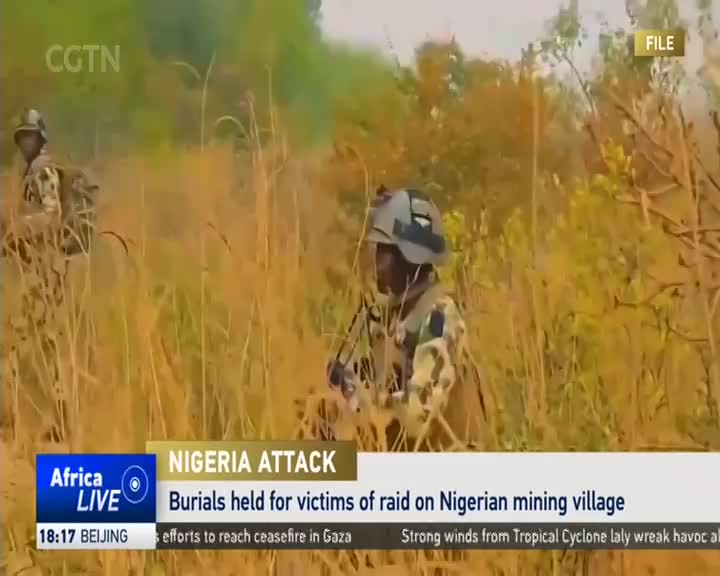 CGTN
FILE
NIGERIA ATTACK
Africa
LIVE
Burials held for victims of raid on Nigerian mining village
18:17 BEIJING
efforts to reach ceasefire in Gaza
Strong winds from Tropical Cyclone laly wreak havoc